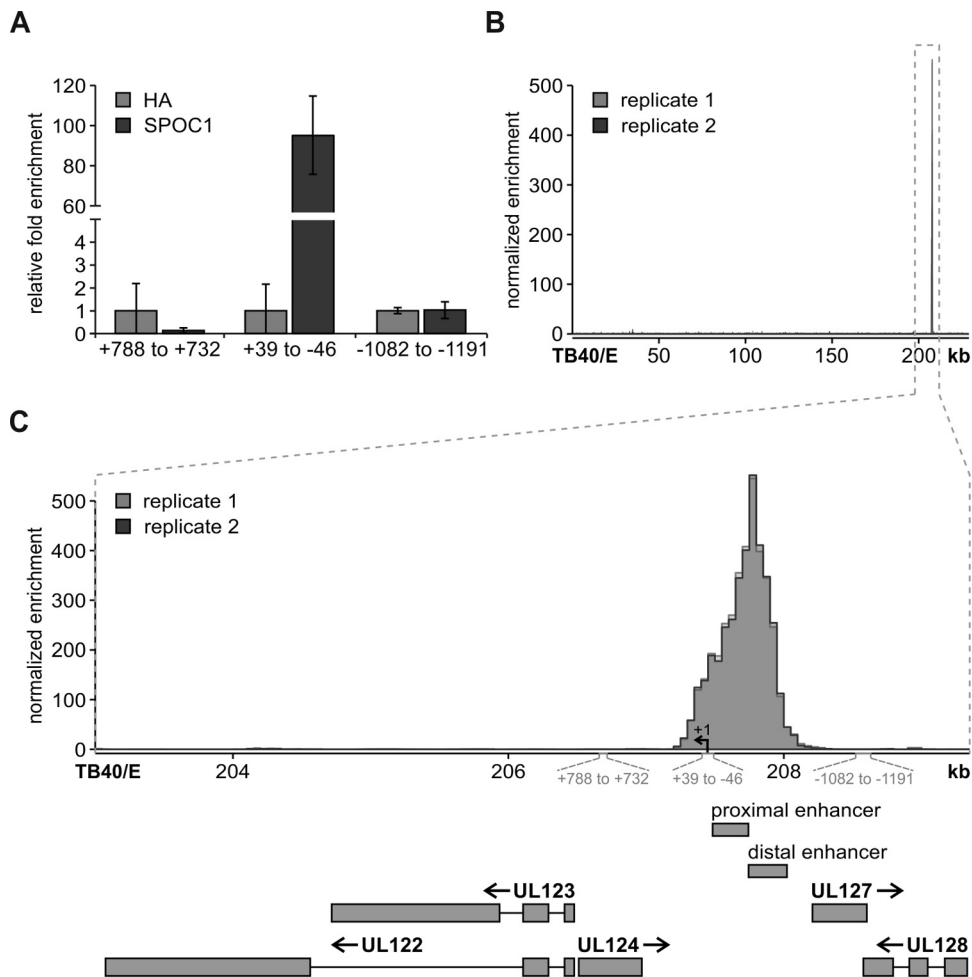 A
relative fold enrichment
120
100
80
60
4
3
2
1
0
HA
SPOC1
+788 to +732
+39 to -46
-1082 to -1191
B
normalized enrichment
500
400
300
200
100
0
replicate 1
replicate 2
TB40/E
50
100
150
200
kb
C
normalized enrichment
500
400
300
200
100
0
replicate 1
replicate 2
+1
TB40/E
204
206
208
kb
+788 to +732
+39 to -46
-1082 to -1191
proximal enhancer
distal enhancer
UL123
UL127
UL122
UL124
UL128